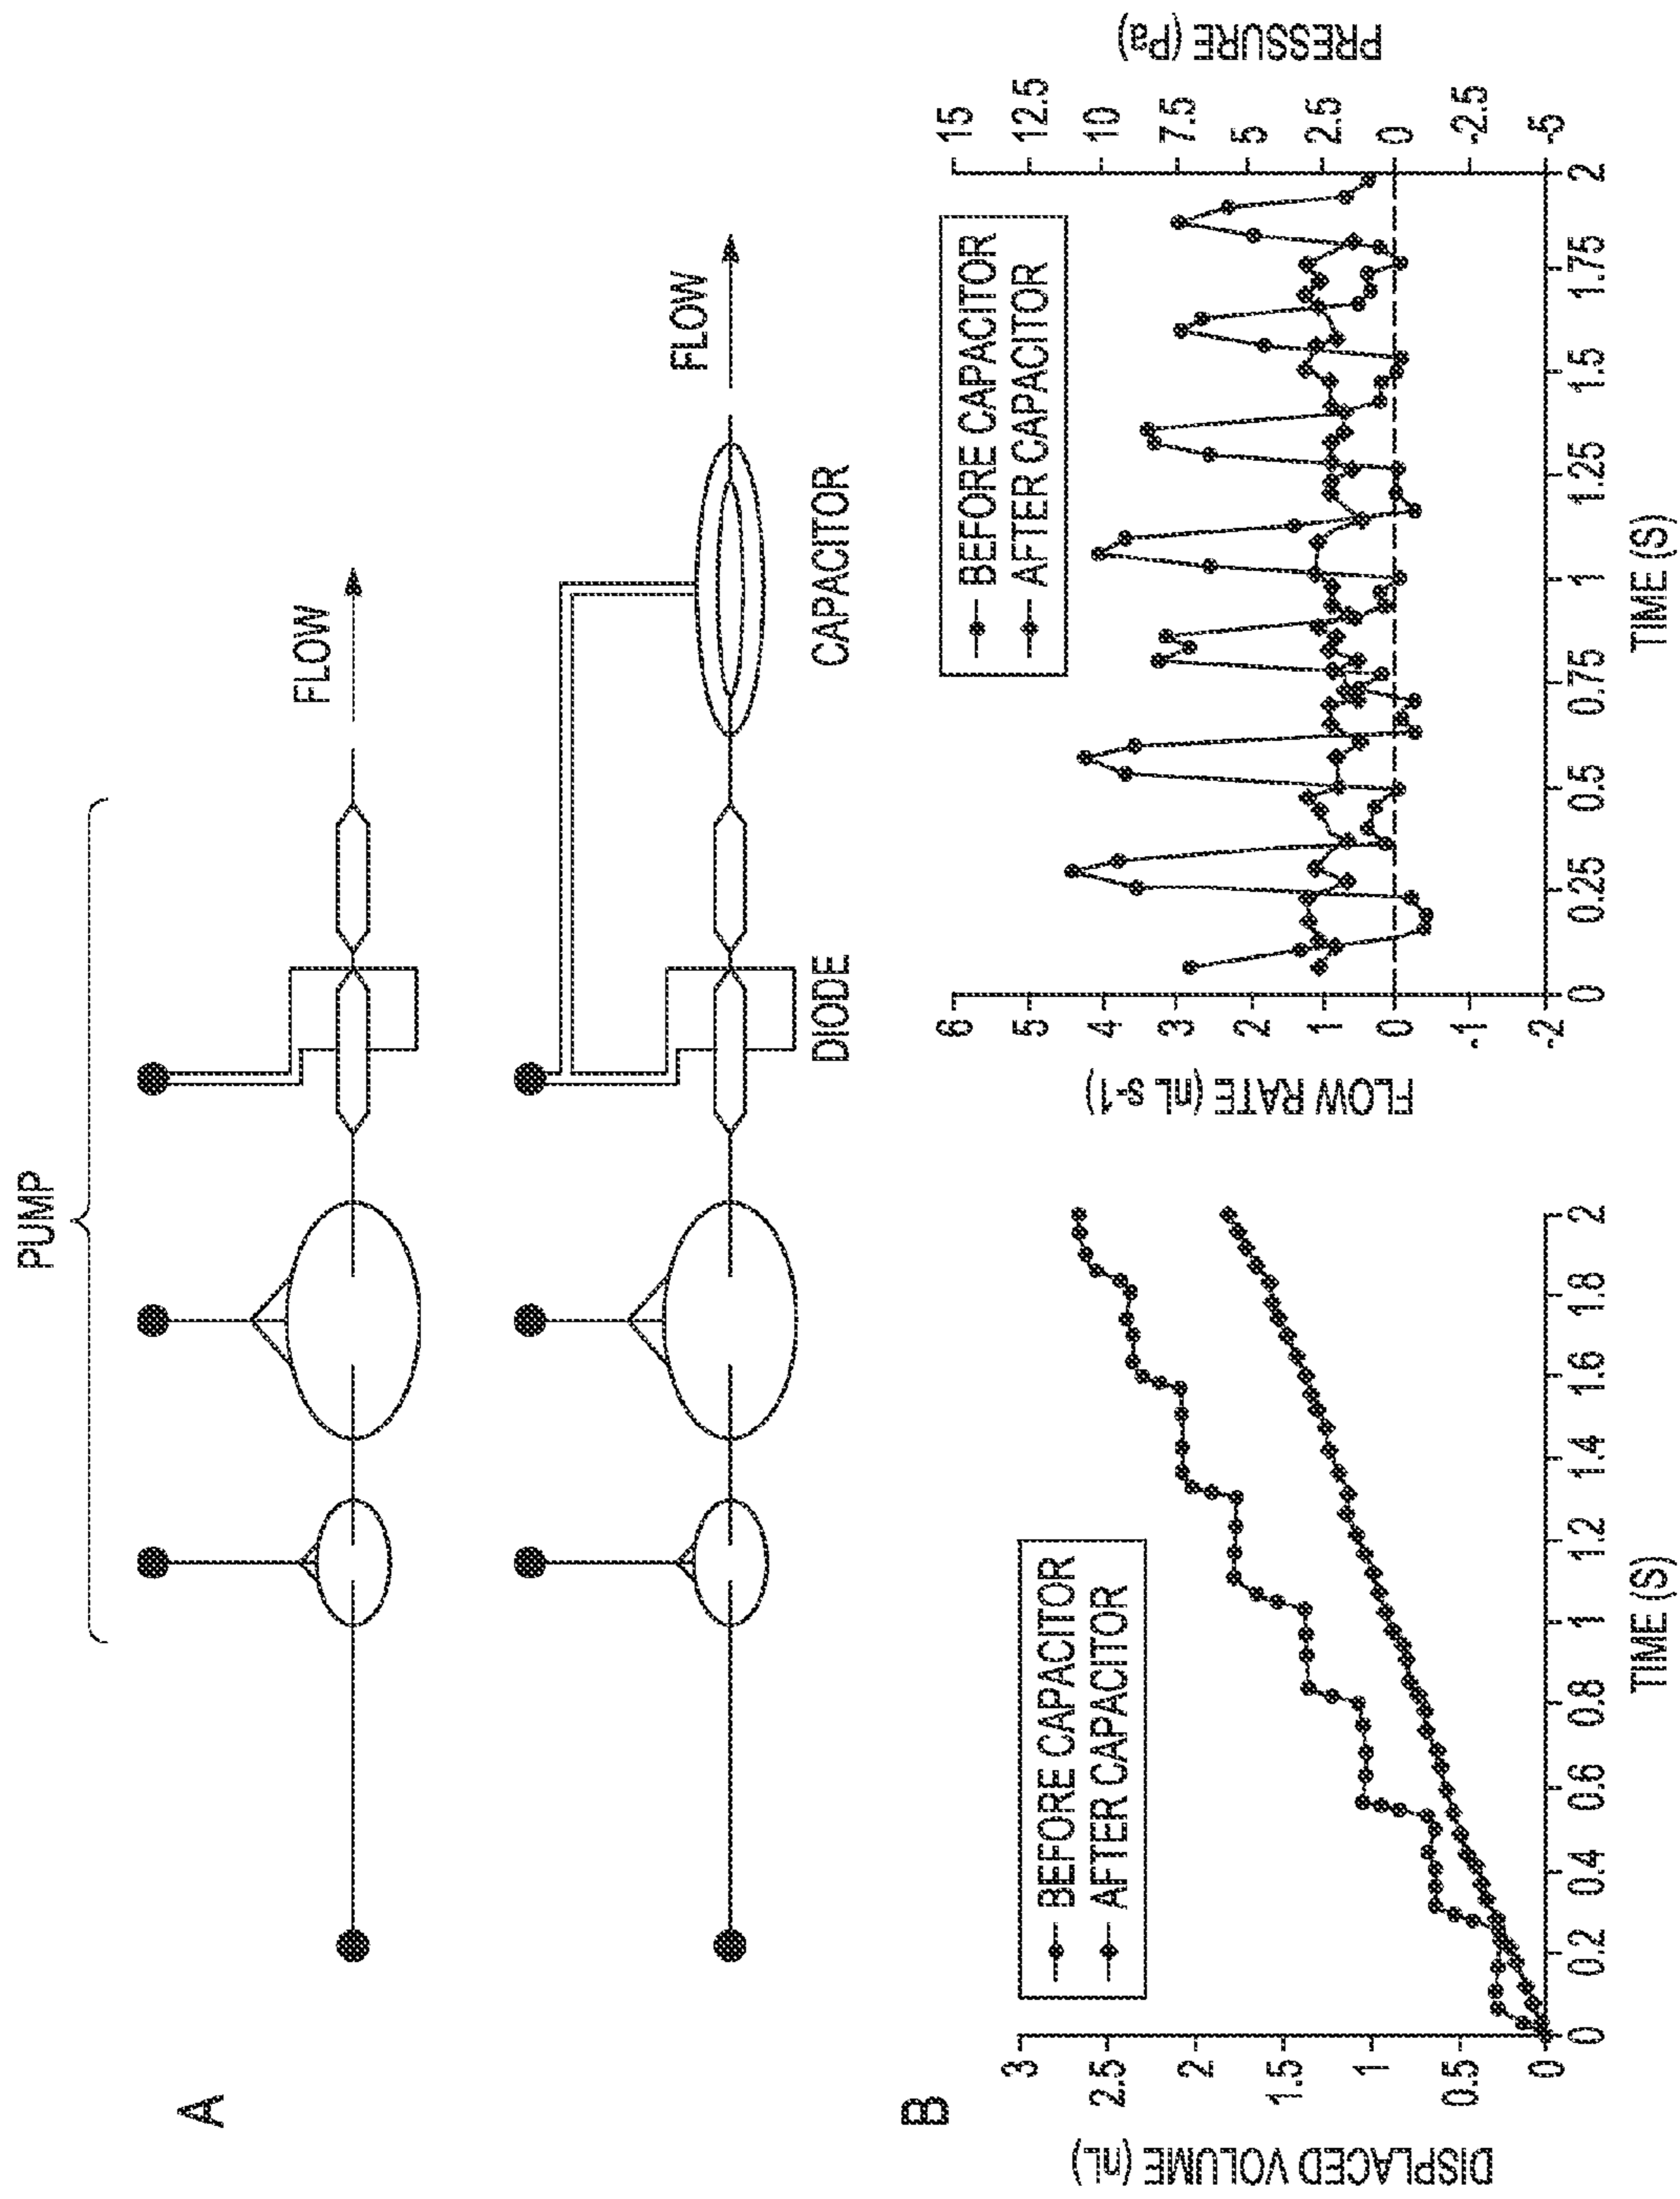 A
PUMP
FLOW
FLOW
DIODE
CAPACITOR
B
DISPLACED VOLUME (nL)
3
2.5
2
1.5
1
0.5
0.0
BEFORE CAPACITOR
AFTER CAPACITOR
0 0.2 0.4 0.6 0.8 1 1.2 1.4 1.6 1.8 2
TIME (S)
FLOW RATE (nL s-1)
6
5
4
3
2
1
0
-1
-2
BEFORE CAPACITOR
AFTER CAPACITOR
PRESSURE (Pa)
15
12.5
10
7.5
5
2.5
0
-2.5
-5
0 0.25 0.5 0.75 1 1.25 1.5 1.75 2
TIME (S)